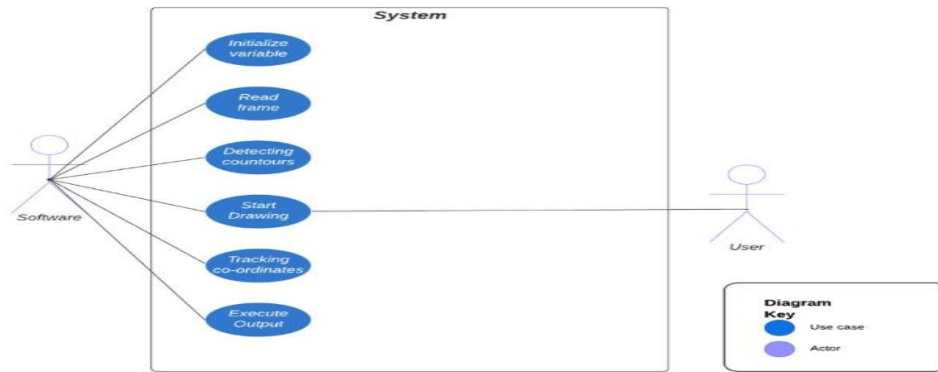 System
Initialize
variable
Read
frame
Detecting
countours
Start
Drawing
Tracking
co-ordinates
Execute
Output
Software
User
Diagram
Key
Use case
Actor